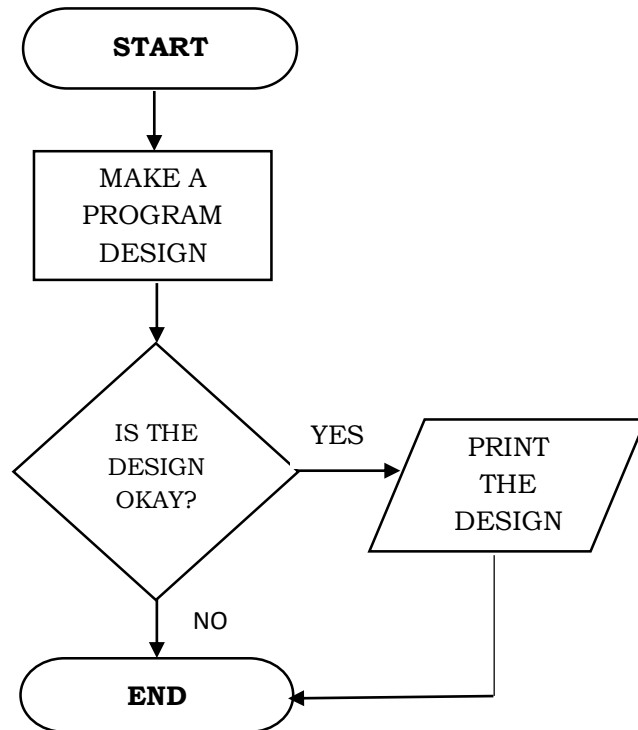 START
MAKE A
PROGRAM
DESIGN
IS THE
DESIGN
OKAY?
YES
PRINT
THE
DESIGN
NO
END